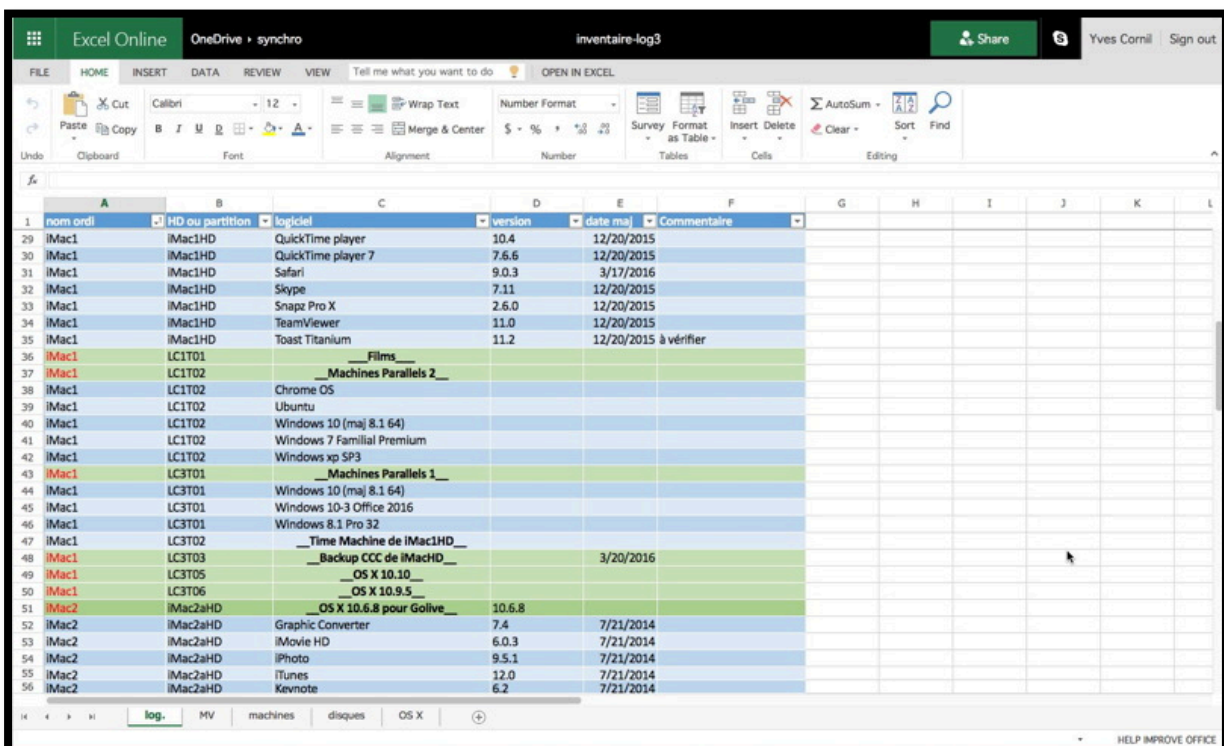 Excel Online OneDrive ▸ synchro inventaire-log3 Share Yves Cornil Sign out
FILE HOME INSERT DATA REVIEW VIEW Tell me what you want to do OPEN IN EXCEL
Cut Calibri 12 Wrap Text Number Format AutoSum
Paste Copy B I U D A Merge & Center $ % Survey Format as Table Insert Delete Clear Sort Find
Undo Clipboard Font Alignment Number Tables Cells Editing
fx
A B C D E F G H I J K L
1 nom ordi HD ou partition logiciel version date maj Commentaire
29 iMac1 iMac1HD QuickTime player 10.4 12/20/2015
30 iMac1 iMac1HD QuickTime player 7 7.6.6 12/20/2015
31 iMac1 iMac1HD Safari 9.0.3 3/17/2016
32 iMac1 iMac1HD Skype 7.11 12/20/2015
33 iMac1 iMac1HD Snapz Pro X 2.6.0 12/20/2015
34 iMac1 iMac1HD TeamViewer 11.0 12/20/2015
35 iMac1 iMac1HD Toast Titanium 11.2 12/20/2015 à vérifier
36 iMac1 LC1T01 ___Films___
37 iMac1 LC1T02 __Machines Parallels 2__
38 iMac1 LC1T02 Chrome OS
39 iMac1 LC1T02 Ubuntu
40 iMac1 LC1T02 Windows 10 (maj 8.1 64)
41 iMac1 LC1T02 Windows 7 Familial Premium
42 iMac1 LC1T02 Windows xp SP3
43 iMac1 LC3T01 __Machines Parallels 1__
44 iMac1 LC3T01 Windows 10 (maj 8.1 64)
45 iMac1 LC3T01 Windows 10-3 Office 2016
46 iMac1 LC3T01 Windows 8.1 Pro 32
47 iMac1 LC3T02 __Time Machine de iMac1HD__
48 iMac1 LC3T03 __Backup CCC de iMacHD__ 3/20/2016
49 iMac1 LC3T05 __OS X 10.10__
50 iMac1 LC3T06 __OS X 10.9.5__
51 iMac2 iMac2aHD __OS X 10.6.8 pour Golive__ 10.6.8
52 iMac2 iMac2aHD Graphic Converter 7.4 7/21/2014
53 iMac2 iMac2aHD iMovie HD 6.0.3 7/21/2014
54 iMac2 iMac2aHD iPhoto 9.5.1 7/21/2014
55 iMac2 iMac2aHD iTunes 12.0 7/21/2014
56 iMac2 iMac2aHD Keynote 6.2 7/21/2014
log. MV machines disques OS X
HELP IMPROVE OFFICE